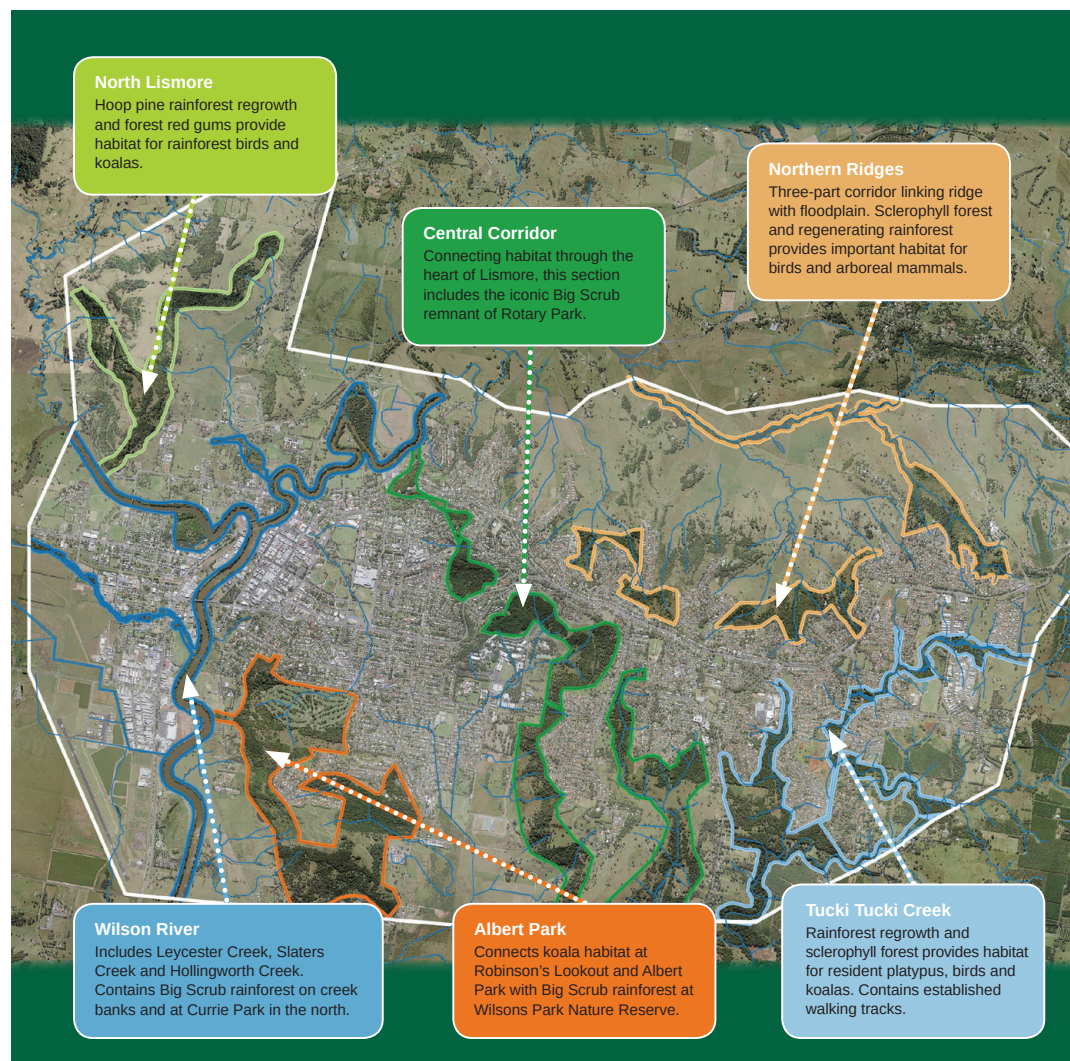 North Lismore
Hoop pine rainforest regrowth
and forest red gums provide
habitat for rainforest birds and
koalas.
Northern Ridges
Three-part corridor linking ridge
with floodplain. Sclerophyll forest
and regenerating rainforest
provides important habitat for
birds and arboreal mammals.
Central Corridor
Connecting habitat through the
heart of Lismore, this section
includes the iconic Big Scrub
remnant of Rotary Park.
Wilson River
Includes Leycester Creek, Slaters
Creek and Hollingworth Creek.
Contains Big Scrub rainforest on creek
banks and at Currie Park in the north.
Albert Park
Connects koala habitat at
Robinson's Lookout and Albert
Park with Big Scrub rainforest at
Wilsons Park Nature Reserve.
Tucki Tucki Creek
Rainforest regrowth and
sclerophyll forest provides habitat
for resident platypus, birds and
koalas. Contains established
walking tracks.